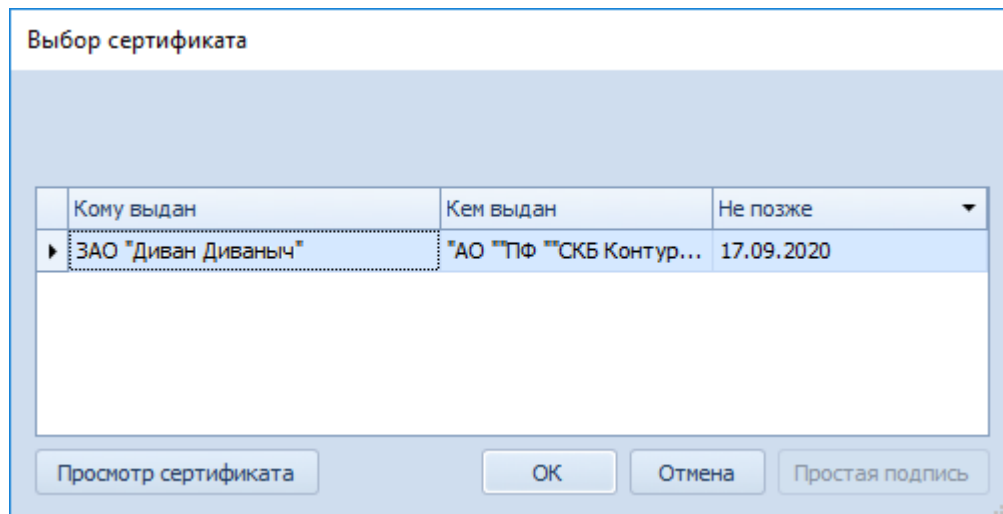 Выбор сертификата
Кому выдан Кем выдан Не позже
ЗАО "Диван Диваныч" "АО ""ПФ ""СКБ Контур... 17.09.2020
Просмотр сертификата ОК Отмена Простая подпись